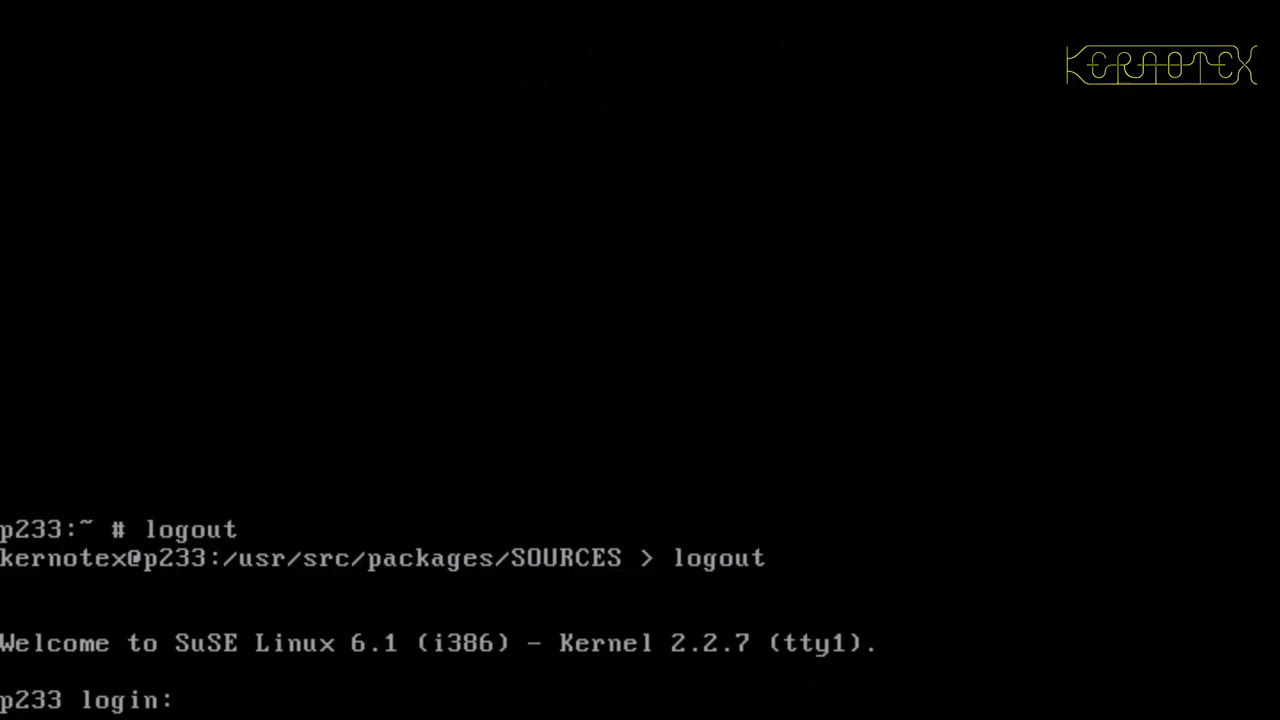 KERNOTEX
p233:~ # logout
kernotex@p233:/usr/src/packages/SOURCES > logout
Welcome to SuSE Linux 6.1 (i386) - Kernel 2.2.7 (tty1).
p233 login: